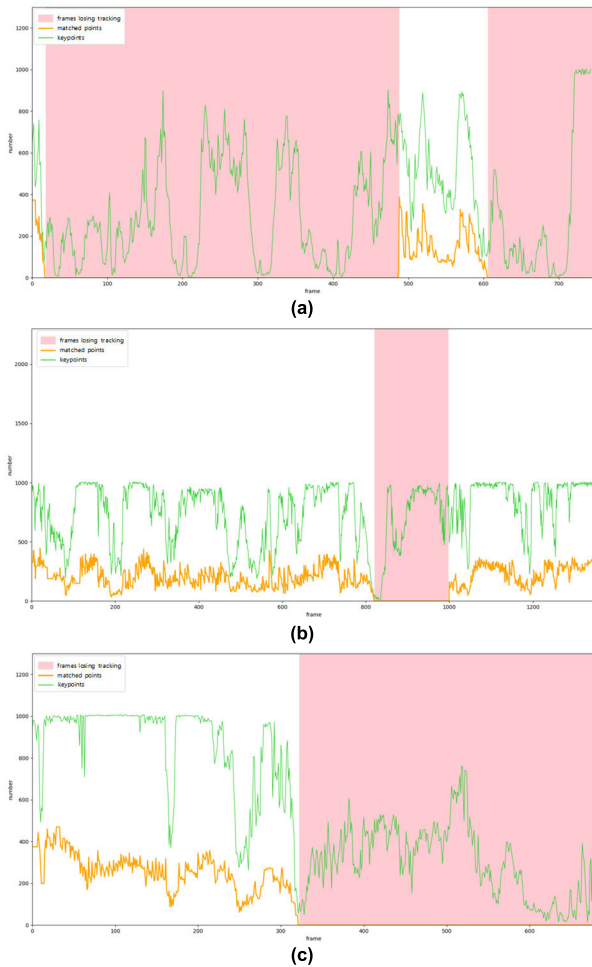 frames losing tracking
matched points
keypoints
number
1200
1000
800
600
400
200
0
0 100 200 300 400 500 600 700
frame
(a)
frames losing tracking
matched points
keypoints
number
2000
1500
1000
500
0
0 200 400 600 800 1000 1200
frame
(b)
frames losing tracking
matched points
keypoints
number
1200
1000
800
600
400
200
0
0 100 200 300 400 500 600
frame
(c)